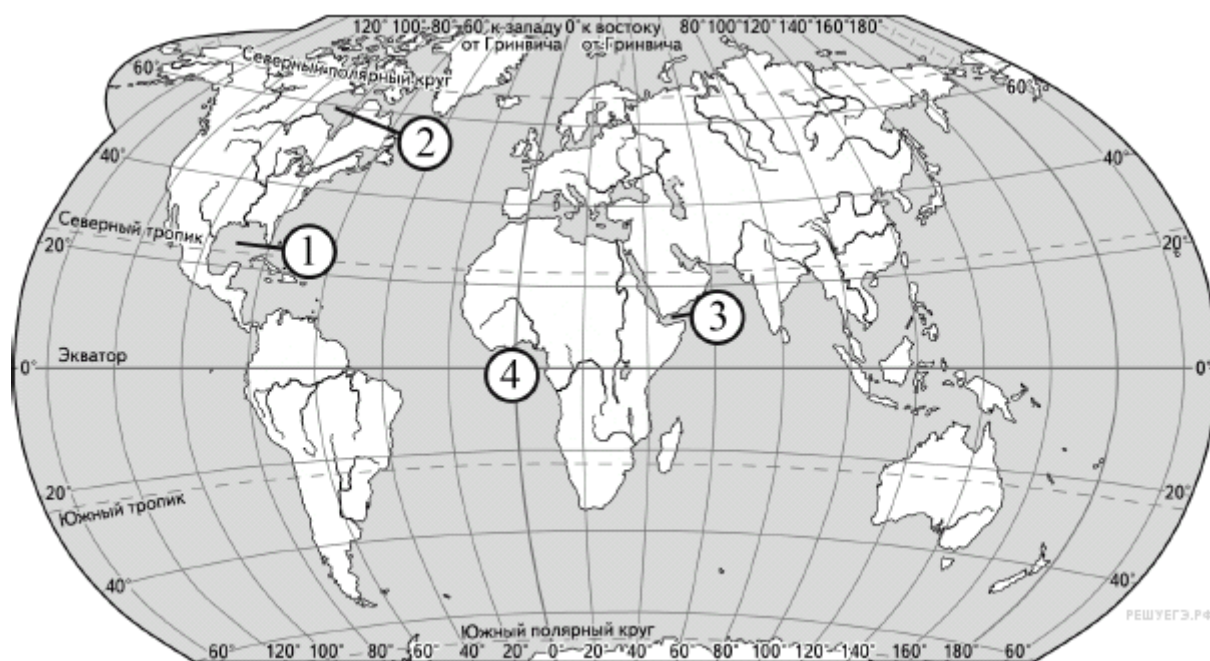 120° 100° 80° 60° к западу 0° к востоку 80° 100° 120° 140° 160° 180°
от Гринвича от Гринвича
60° Северный полярный круг 60°
2
40° 40°
Северный тропик
20° 1 20°
3
Экватор
0° 4 0°
20° 20°
Южный тропик
40° 40°
РЕШУЕГЭ.РФ
Южный полярный круг
60° 120° 100° 80° 60° 40° 20° 0° 20° 40° 60° 80° 100° 120° 140° 160° 180° 60°